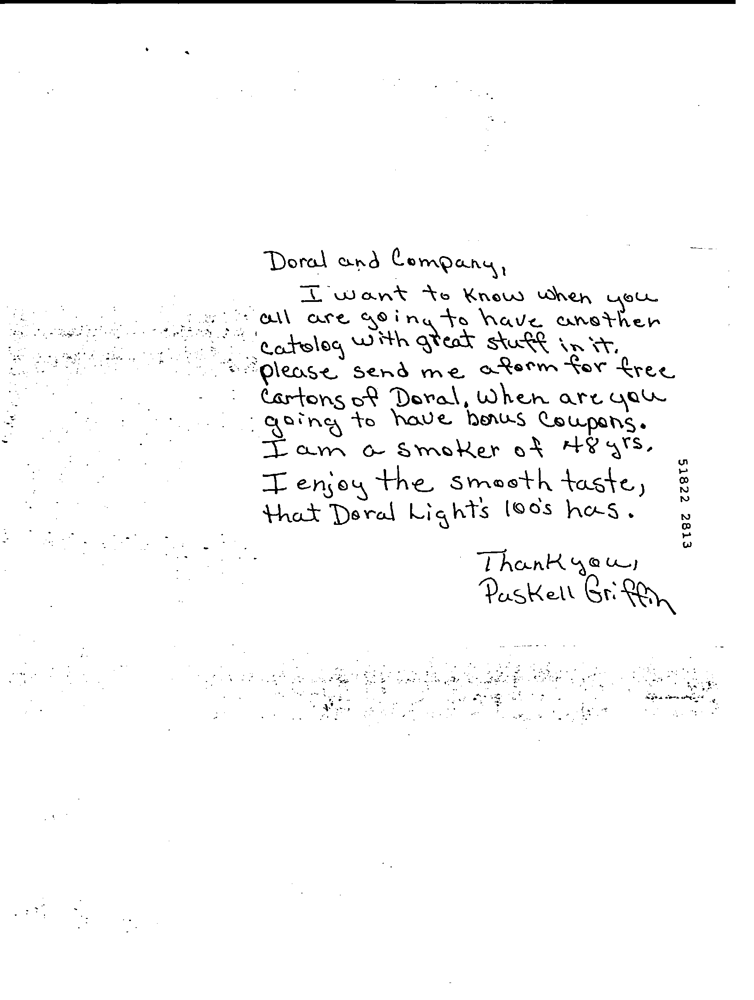 Doral and Company,
I want to know when you
all are going to have another
catolog with great stuff in it.
please send me a form for free
Cartons of Doral. When are you
going to have bonus Coupons.
I am a smoker of 48 yrs.
I enjoy the smooth taste,
that Doral Light's 100's has.
Thank you,
Paskell Griffin
51822 2813